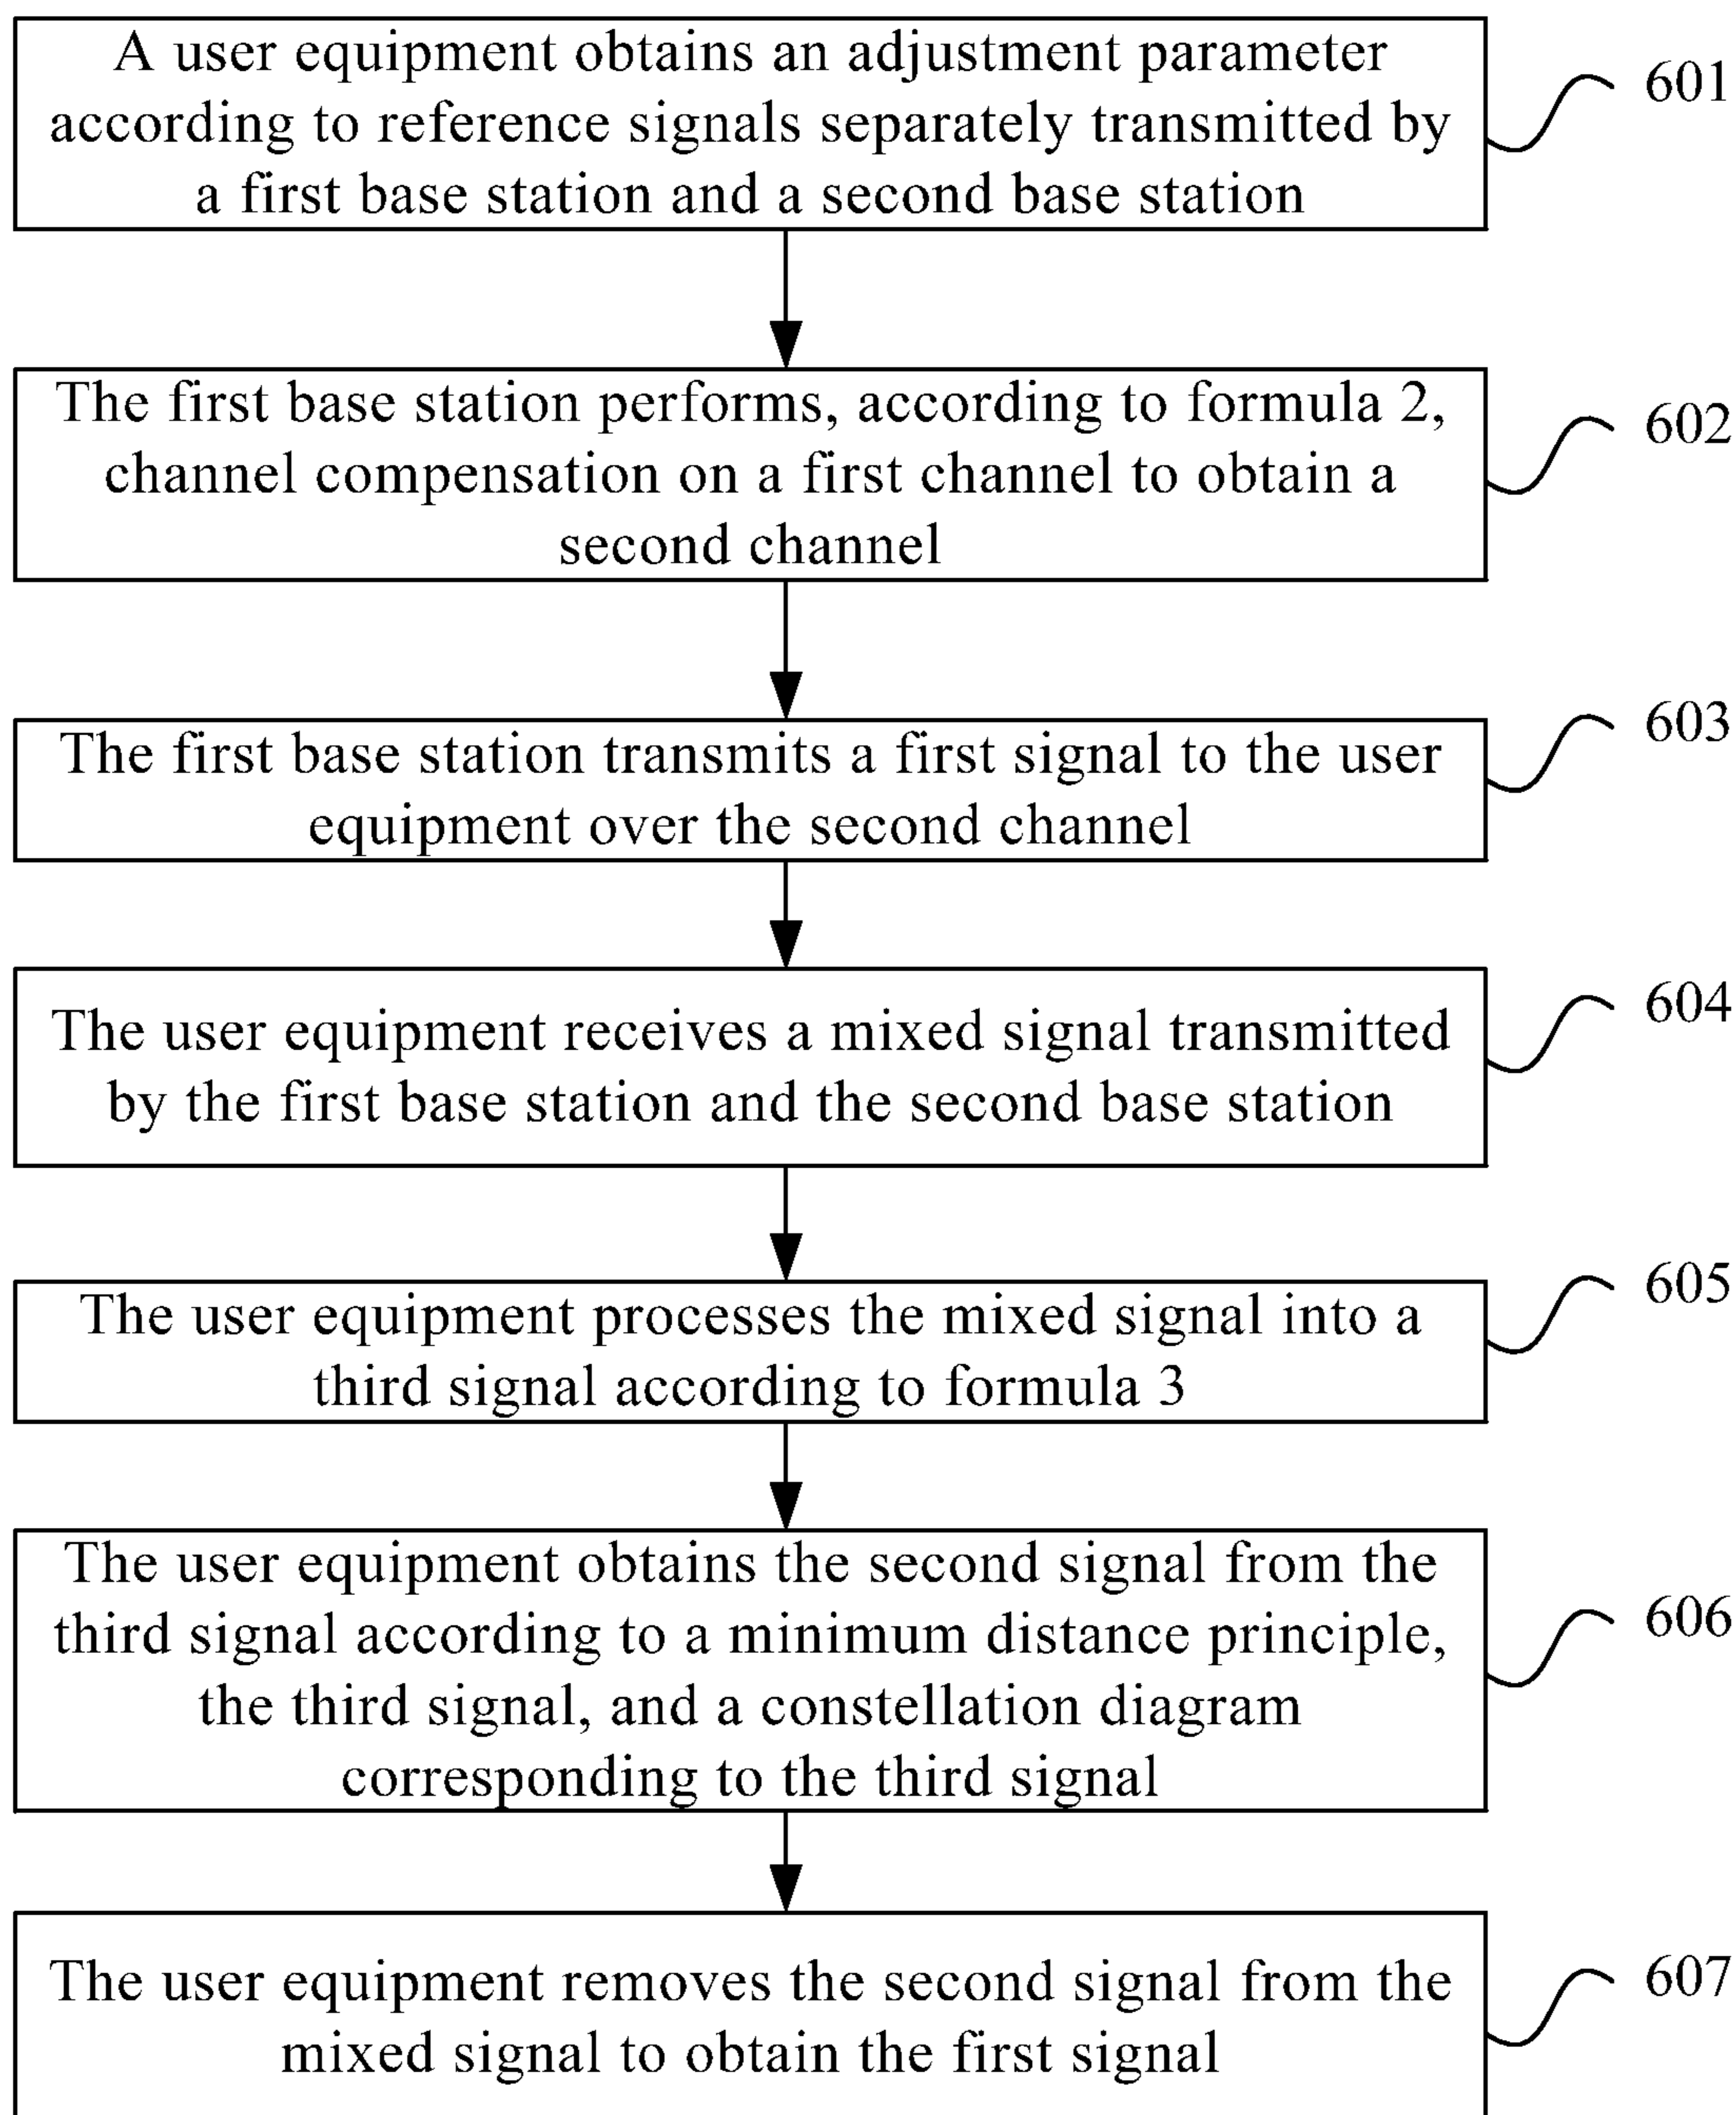 A user equipment obtains an adjustment parameter
according to reference signals separately transmitted by
a first base station and a second base station
601
The first base station performs, according to formula 2,
channel compensation on a first channel to obtain a
second channel
602
The first base station transmits a first signal to the user
equipment over the second channel
603
The user equipment receives a mixed signal transmitted
by the first base station and the second base station
604
The user equipment processes the mixed signal into a
third signal according to formula 3
605
The user equipment obtains the second signal from the
third signal according to a minimum distance principle,
the third signal, and a constellation diagram
corresponding to the third signal
606
The user equipment removes the second signal from the
mixed signal to obtain the first signal
607